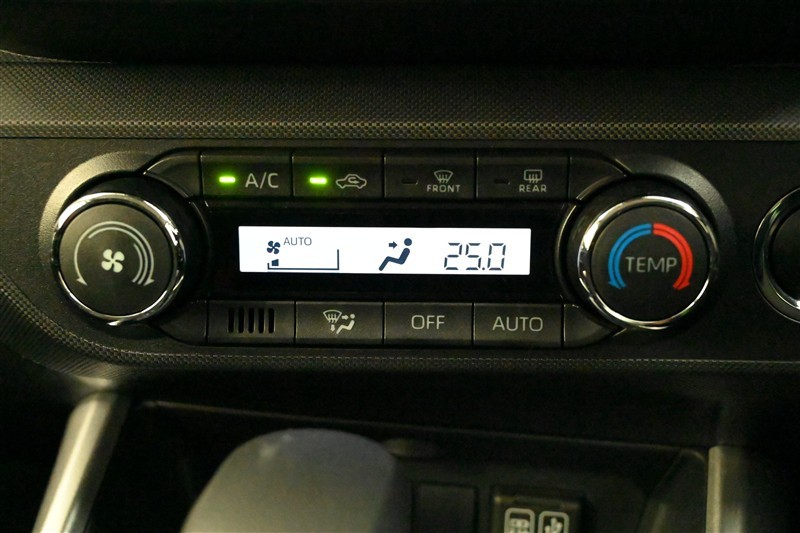 A/C
FRONT
REAR
AUTO
25.0
TEMP
OFF
AUTO